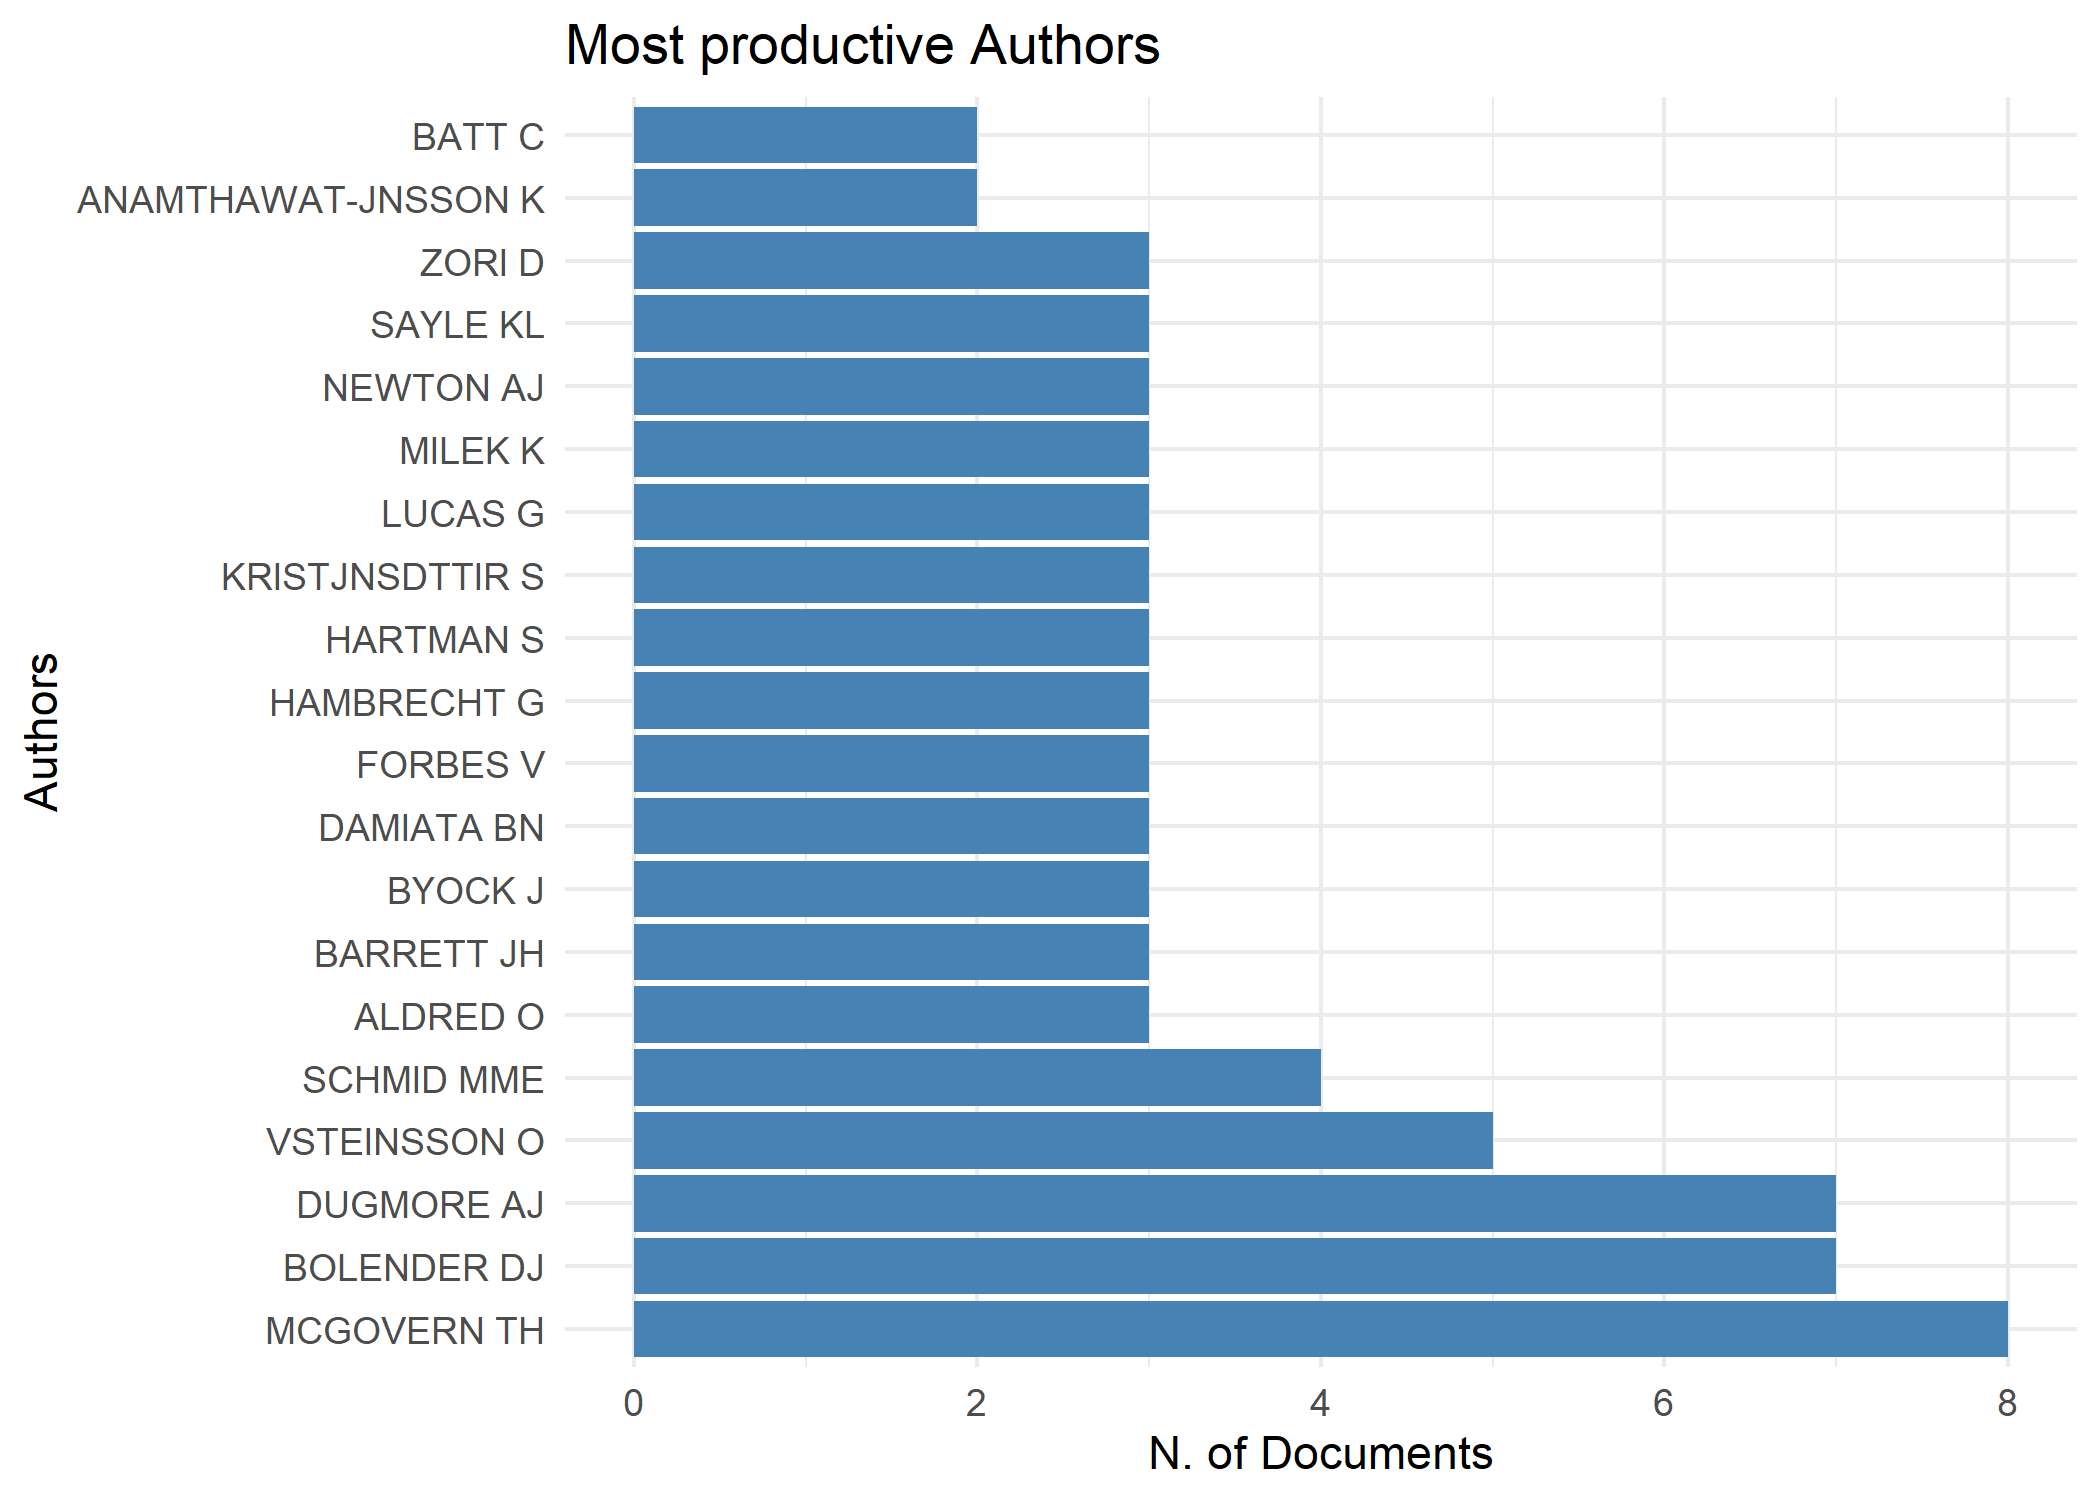 Most productive Authors
BATT C
ANAMTHAWAT-JNSSON K
ZORI D
SAYLE KL
NEWTON AJ
MILEK K
LUCAS G
KRISTJNSDTTIR S
HARTMAN S
HAMBRECHT G
FORBES V
DAMIATA BN
BYOCK J
BARRETT JH
ALDRED O
SCHMID MME
VSTEINSSON O
DUGMORE AJ
BOLENDER DJ
MCGOVERN TH
Authors
0 2 4 6 8
N. of Documents